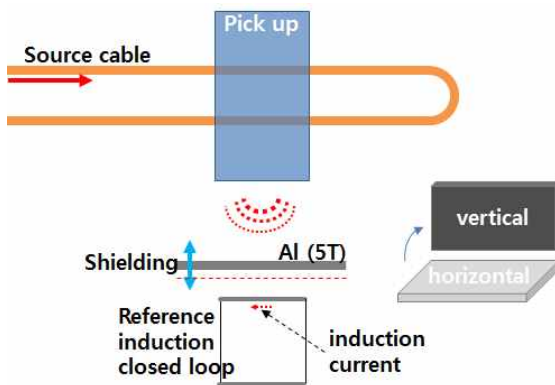 Pick up
Source cable
Al (5T)
Shielding
vertical
horizontal
Reference
induction
closed loop
induction
current